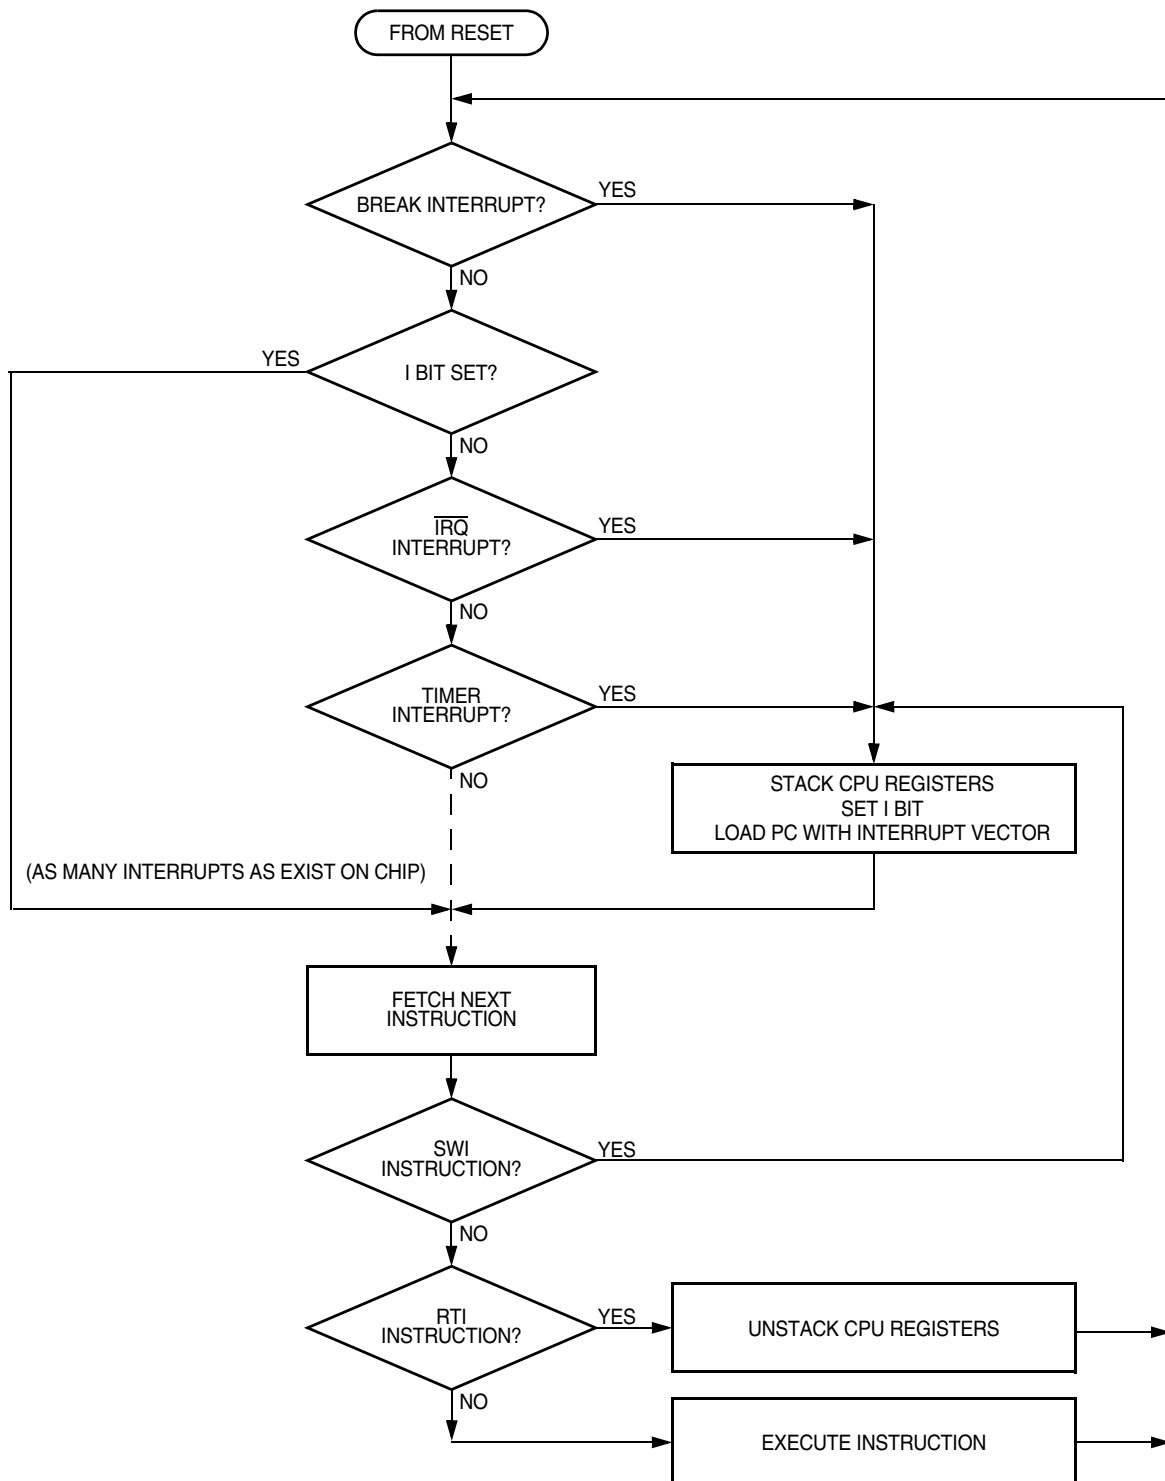 FROM RESET
BREAK INTERRUPT?
YES
NO
I BIT SET?
YES
NO
IRQ
INTERRUPT?
YES
NO
TIMER
INTERRUPT?
YES
NO
STACK CPU REGISTERS
SET I BIT
LOAD PC WITH INTERRUPT VECTOR
(AS MANY INTERRUPTS AS EXIST ON CHIP)
FETCH NEXT
INSTRUCTION
SWI
INSTRUCTION?
YES
NO
RTI
INSTRUCTION?
YES
UNSTACK CPU REGISTERS
NO
EXECUTE INSTRUCTION